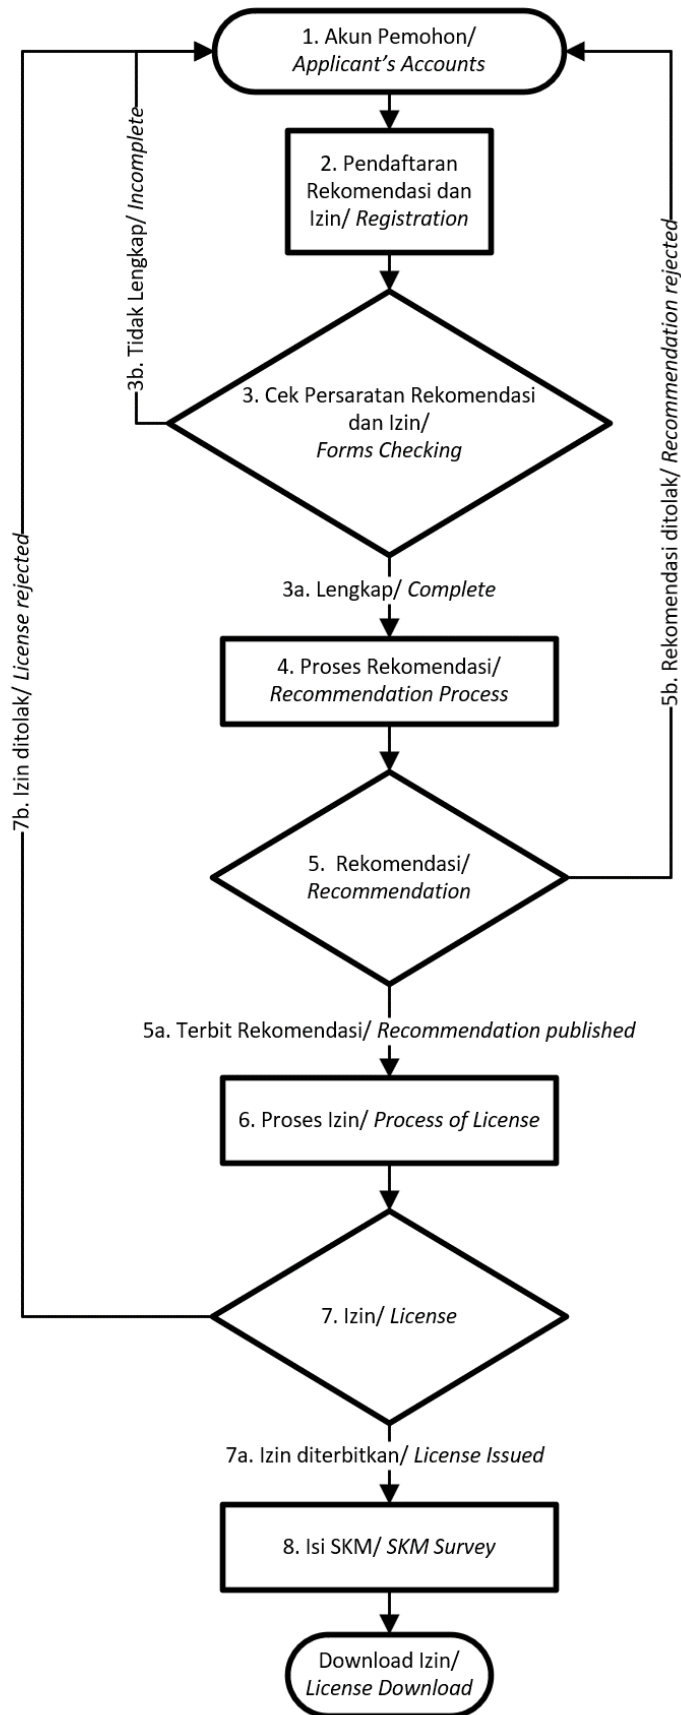 1. Akun Pemohon/
Applicant's Accounts
2. Pendaftaran
Rekomendasi dan
Izin/ Registration
3b. Tidak Lengkap/ Incomplete
3. Cek Persaratan Rekomendasi
dan Izin/
Forms Checking
3a. Lengkap/ Complete
4. Proses Rekomendasi/
Recommendation Process
5b. Rekomendasi ditolak/ Recommendation rejected
7b. Izin ditolak/ License rejected
5. Rekomendasi/
Recommendation
5a. Terbit Rekomendasi/ Recommendation published
6. Proses Izin/ Process of License
7. Izin/ License
7a. Izin diterbitkan/ License Issued
8. Isi SKM/ SKM Survey
Download Izin/
License Download